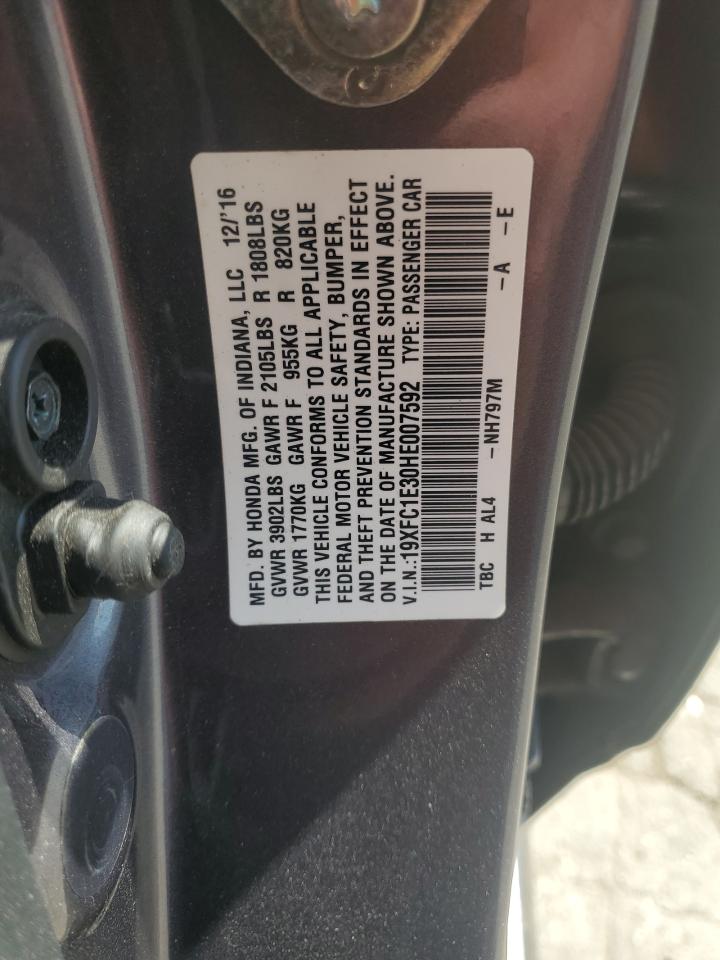 MFD. BY HONDA MFG. OF INDIANA, LLC 12/'16
GVWR 3902LBS GAWR F 2105LBS R 1808LBS
GVWR 1770KG GAWR F 955KG R 820KG
THIS VEHICLE CONFORMS TO ALL APPLICABLE
FEDERAL MOTOR VEHICLE SAFETY, BUMPER,
AND THEFT PREVENTION STANDARDS IN EFFECT
ON THE DATE OF MANUFACTURE SHOWN ABOVE.
V.I.N.:19XFC1E30HE007592 TYPE: PASSENGER CAR
TBC H AL4 -NH797M -A -E